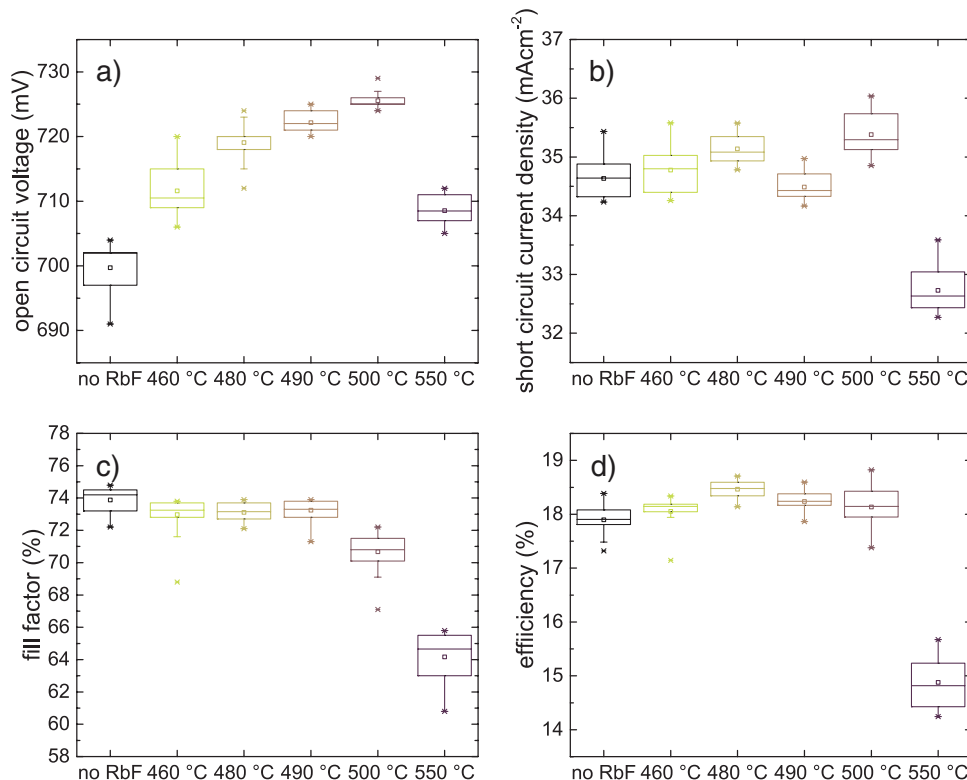 a)
open circuit voltage (mV)
730
720
710
700
690
no RbF 460 °C 480 °C 490 °C 500 °C 550 °C
b)
short circuit current density (mAcm-2)
37
36
35
34
33
32
no RbF 460 °C 480 °C 490 °C 500 °C 550 °C
c)
fill factor (%)
78
76
74
72
70
68
66
64
62
60
58
no RbF 460 °C 480 °C 490 °C 500 °C 550 °C
d)
effiiciency (%)
19
18
17
16
15
14
no RbF 460 °C 480 °C 490 °C 500 °C 550 °C